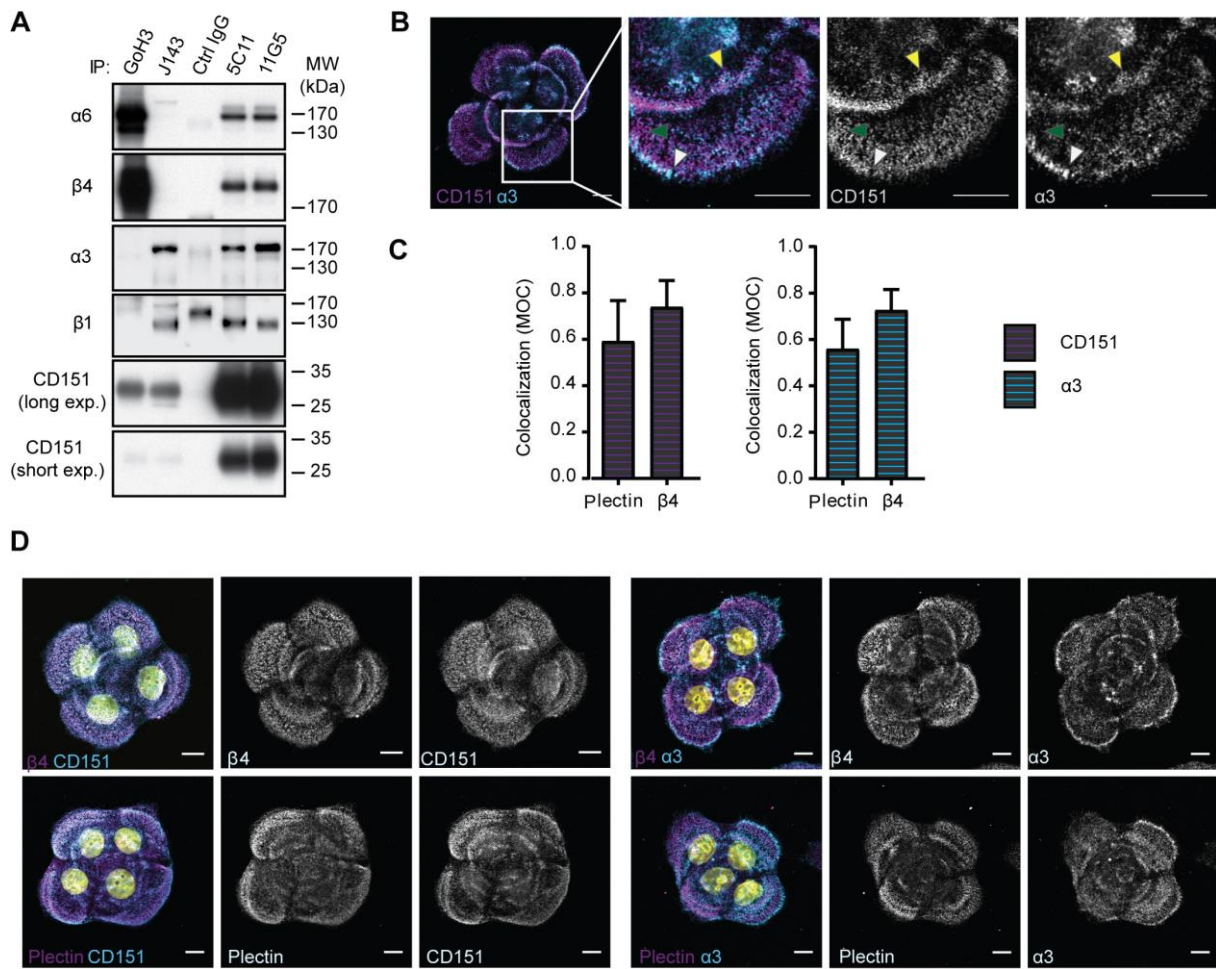 A
IP: GoH3 J143 Ctrl IgG 5C11 11G5 MW
(kDa)
α6
–170
–130
β4
–170
α3
–170
–130
β1
–170
–130
CD151
(long exp.)
–35
–25
CD151
(short exp.)
–35
–25
B
CD151 α3
CD151
α3
C
Colocalization (MOC)
1.0
0.8
0.6
0.4
0.2
0.0
Plectin β4
Colocalization (MOC)
1.0
0.8
0.6
0.4
0.2
0.0
Plectin β4
CD151
α3
D
β4 CD151
β4
CD151
β4 α3
β4
α3
Plectin CD151
Plectin
CD151
Plectin α3
Plectin
α3